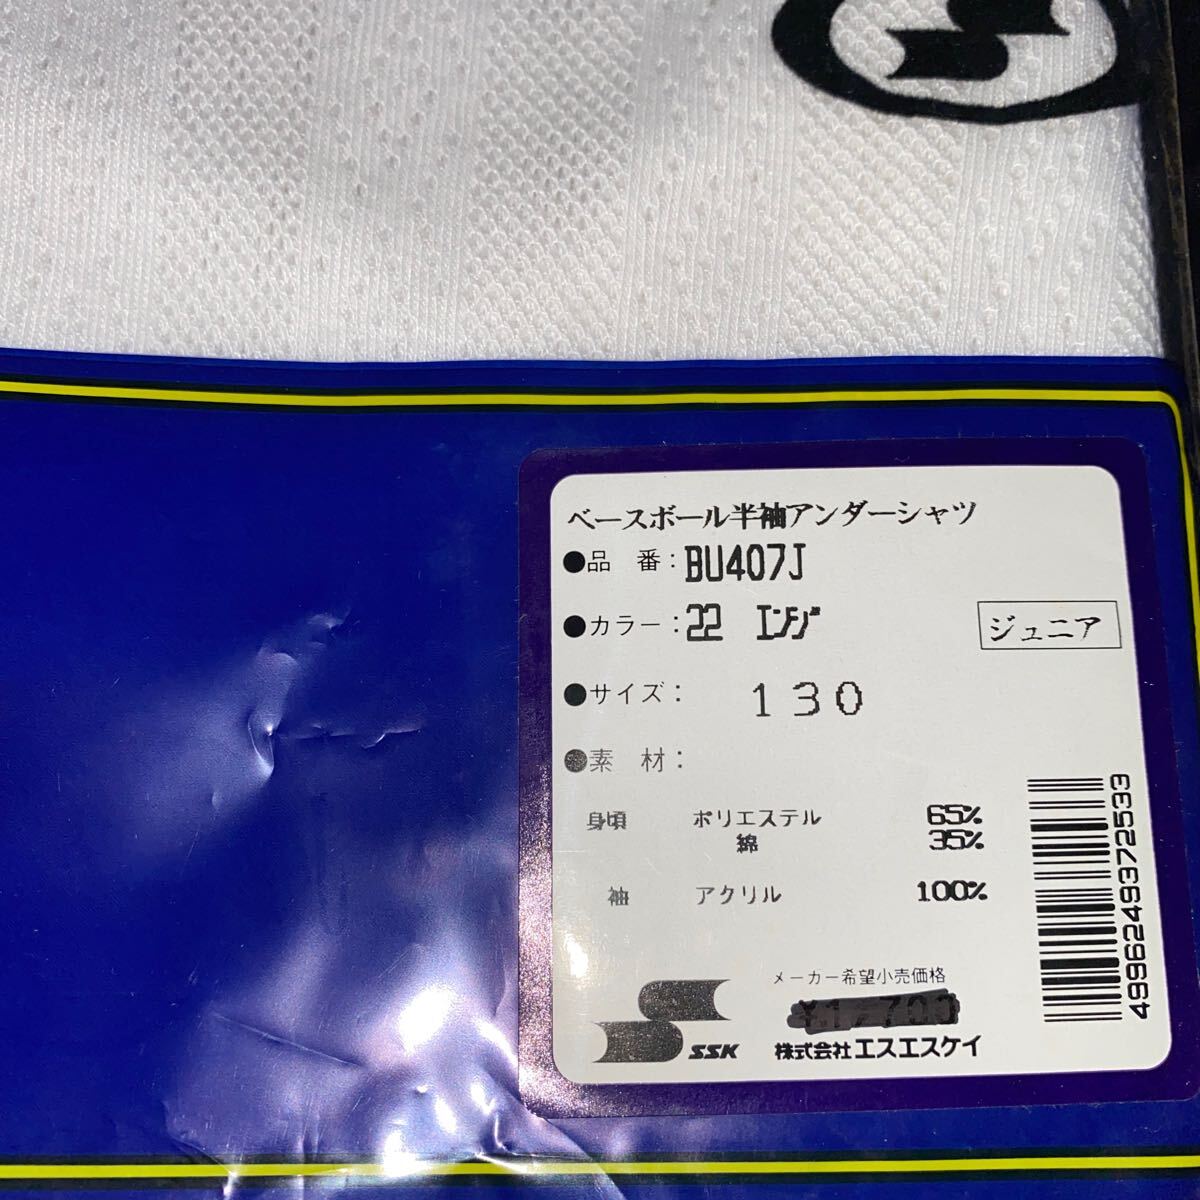 ベースボール半袖アンダーシャツ
●品 番：BU407J
●カラー：22 エンジ
ジュニア
●サイズ： 130
●素 材：
身頃 ポリエステル 65%
綿 35%
袖 アクリル 100%
4996249372533
メーカー希望小売価格
¥1,700
SSK
株式会社エスエスケイ